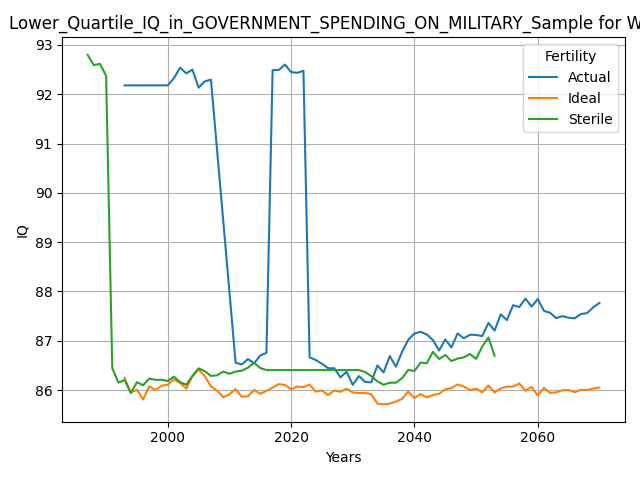 Lower_Quartile_IQ_in_GOVERNMENT_SPENDING_ON_MILITARY_Sample for W
93
92
91
90
89
88
87
86
IQ
Fertility
Actual
Ideal
Sterile
2000
2020
2040
2060
Years